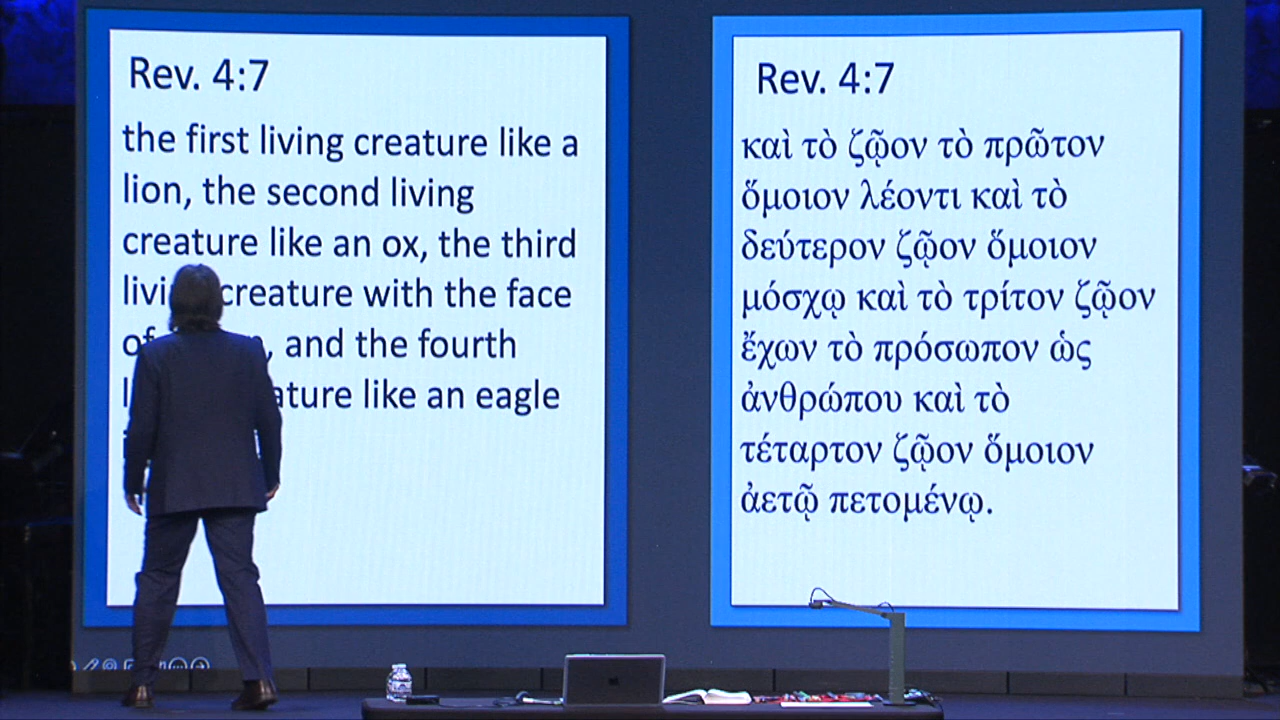 Rev. 4:7
the first living creature like a
lion, the second living
creature like an ox, the third
creature with the face
of , and the fourth
like an eagle
Rev. 4:7
καὶ τὸ ζῷον τὸ πρῶτον
ὅμοιον λέοντι καὶ τὸ
δεύτερον ζῷον ὅμοιον
μόσχῳ καὶ τὸ τρίτον ζῷον
ἔχων τὸ πρόσωπον ὡς
ἀνθρώπου καὶ τὸ
τέταρτον ζῷον ὅμοιον
ἀετῷ πετομένῳ.